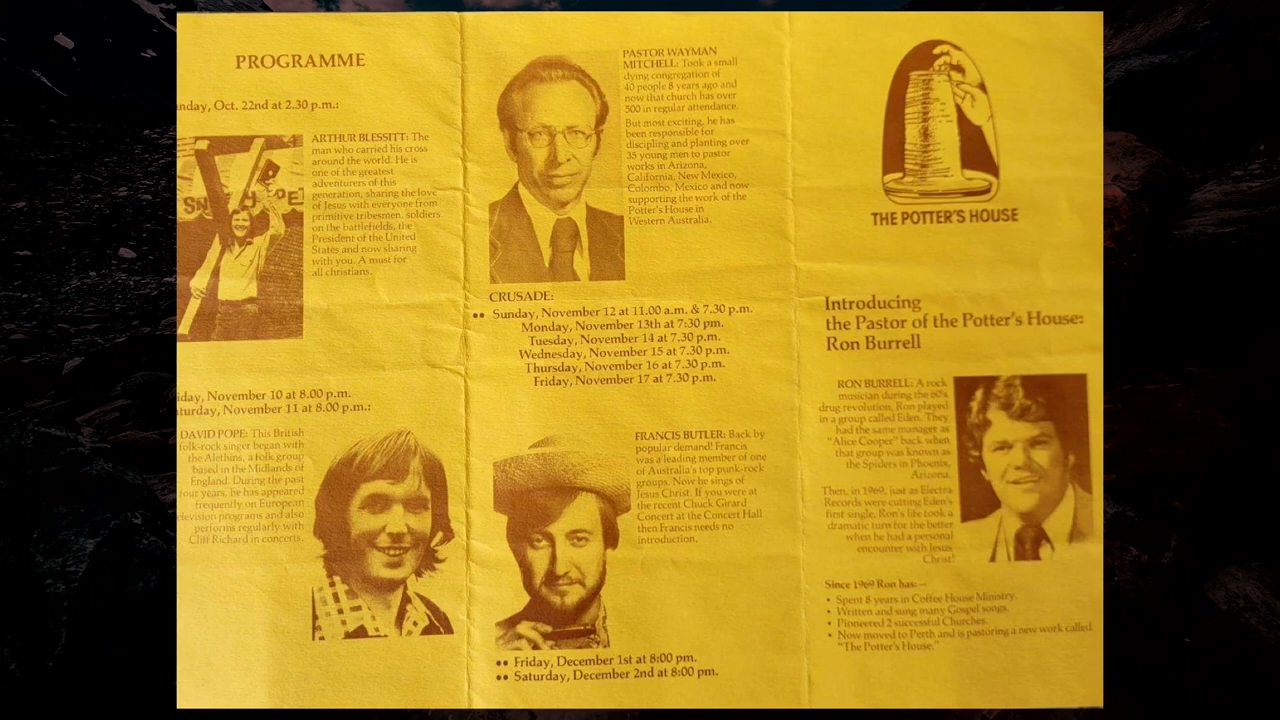 PROGRAMME
nday, Oct. 22nd at 2.30 p.m.:
ARTHUR BLESSITT: The
man who carried his cross
around the world. He is
one of the greatest
adventurers of this
generation, sharing the love
of Jesus with everyone from
primitive tribesmen, soldiers
on the battlefields, the
President of the United
States and now sharing
with you. A must for
all christians.
iday, November 10 at 8.00 p.m.
aturday, November 11 at 8.00 p.m.:
DAVID POPE: This British
folk-rock singer began with
the Alethins, a folk group
based in the Midlands of
England. During the past
four years, he has appeared
frequently on European
elevision programs and also
performs regularly with
Cliff Richard in concerts.
PASTOR WAYMAN
MITCHELL: Took a small
dying congregation of
40 people 8 years ago and
now that church has over
500 in regular attendance.
But most exciting, he has
been responsible for
discipling and planting over
35 young men to pastor
works in Arizona,
California, New Mexico,
Colombo, Mexico and now
supporting the work of the
Potter's House in
Western Australia.
CRUSADE:
•• Sunday, November 12 at 11.00 a.m. & 7.30 p.m.
Monday, November 13th at 7:30 pm.
Tuesday, November 14 at 7.30 p.m.
Wednesday, November 15 at 7.30 p.m.
Thursday, November 16 at 7.30 p.m.
Friday, November 17 at 7.30 p.m.
FRANCIS BUTLER: Back by
popular demand! Francis
was a leading member of one
of Australia's top punk-rock
groups. Now he sings of
Jesus Christ. If you were at
the recent Chuck Girard
Concert at the Concert Hall
then Francis needs no
introduction.
•• Friday, December 1st at 8:00 pm.
•• Saturday, December 2nd at 8:00 pm.
THE POTTER'S HOUSE
Introducing
the Pastor of the Potter's House:
Ron Burrell
RON BURRELL: A rock
musician during the 60's
drug revolution, Ron played
in a group called Eden. They
had the same manager as
"Alice Cooper" back when
that group was known as
the Spiders in Phoenix,
Arizona.
Then, in 1969, just as Electra
Records were cutting Eden's
first single, Ron's life took a
dramatic turn for the better
when he had a personal
encounter with Jesus
Christ!
Since 1969 Ron has:—
• Spent 8 years in Coffee House Ministry.
• Written and sung many Gospel songs.
• Pioneered 2 successful Churches.
• Now moved to Perth and is pastoring a new work called
"The Potter's House."